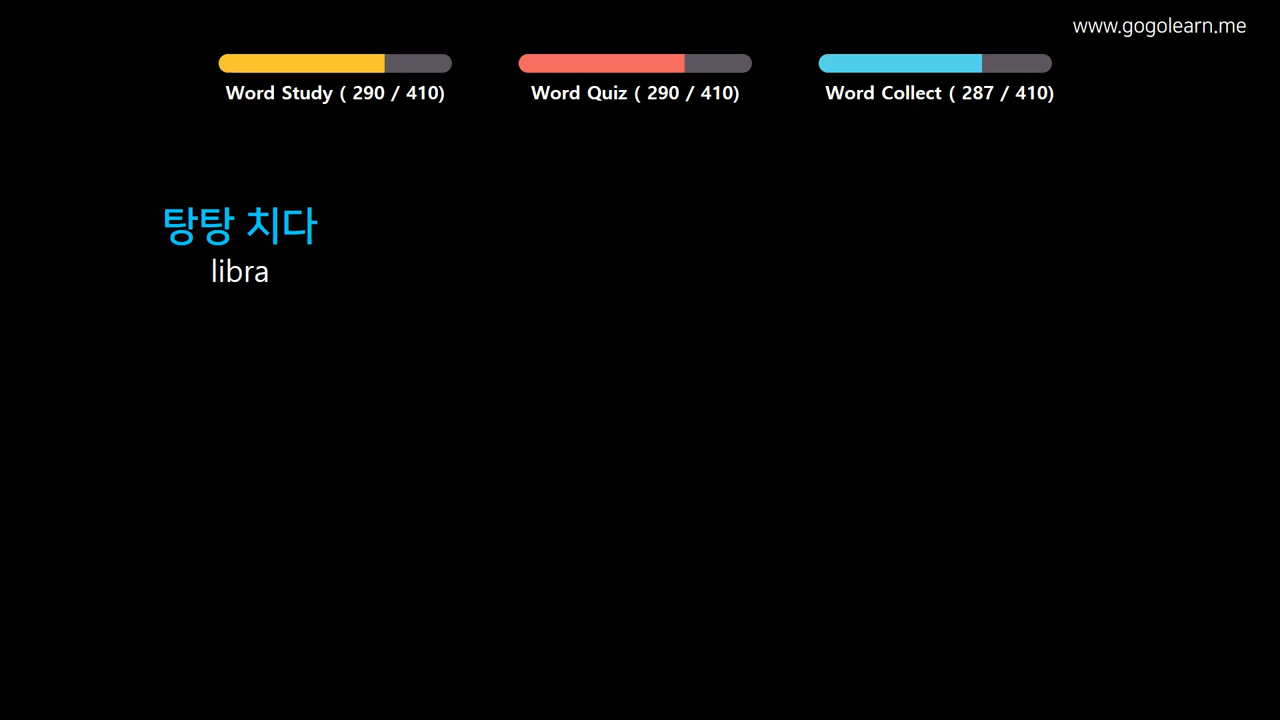 www.gogolearn.me
Word Study ( 290 / 410)
Word Quiz ( 290 / 410)
Word Collect ( 287 / 410)
탕탕 치다
libra